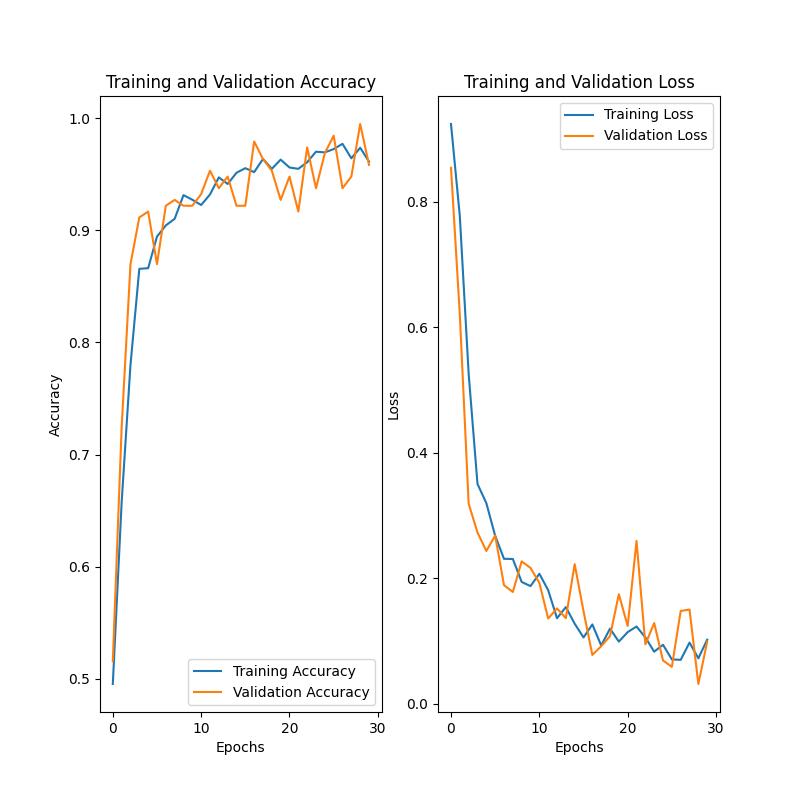 Training and Validation Accuracy
1.0
0.9
0.8
0.7
0.6
0.5
Accuracy
Training Accuracy
Validation Accuracy
0
10
20
30
Epochs
Training and Validation Loss
Training Loss
Validation Loss
0.8
0.6
0.4
0.2
0.0
Loss
0
10
20
30
Epochs